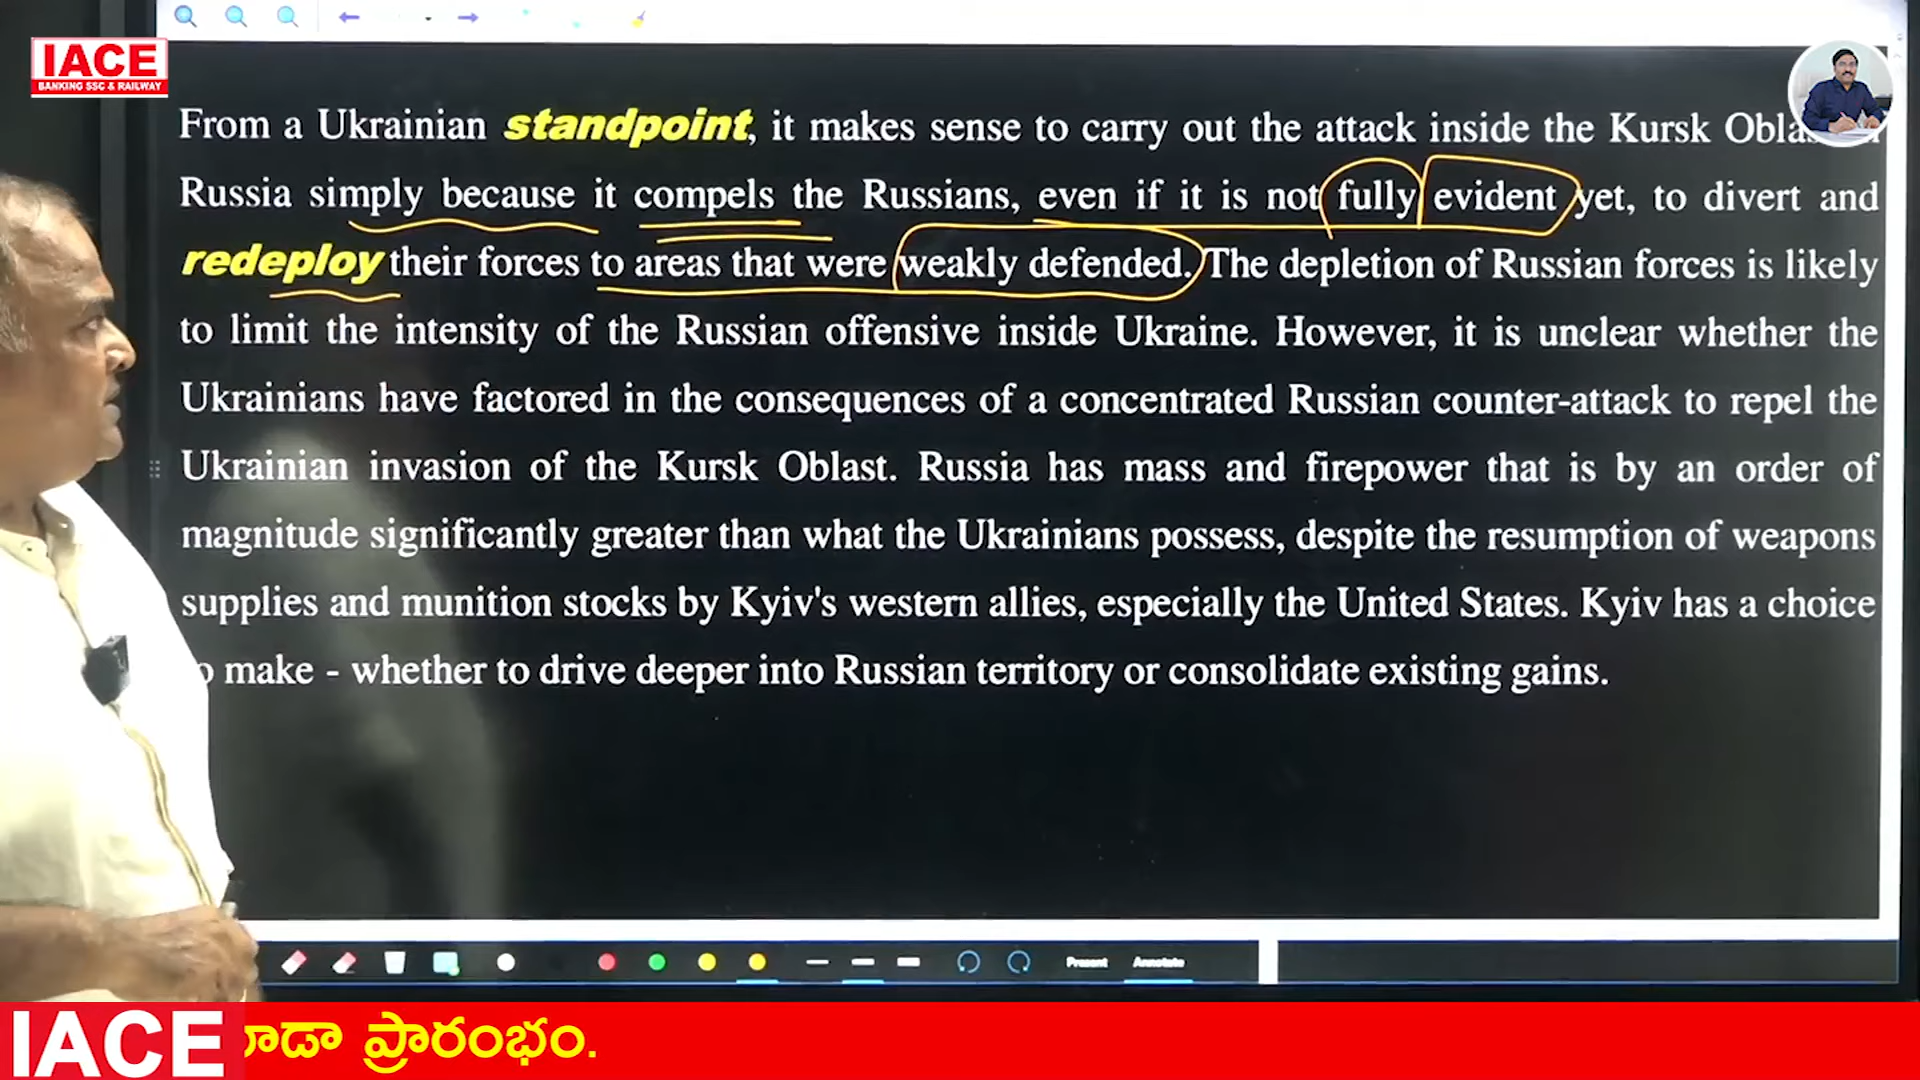 IACE
BANKING SSC & RAILWAY
From a Ukrainian standpoint, it makes sense to carry out the attack inside the Kursk
Russia simply because it compels the Russians, even if it is not fully evident yet, to divert and
redeploy their forces to areas that were weakly defended. The depletion of Russian forces is likely
to limit the intensity of the Russian offensive inside Ukraine. However, it is unclear whether the
Ukrainians have factored in the consequences of a concentrated Russian counter-attack to repel the
Ukrainian invasion of the Kursk Oblast. Russia has mass and firepower that is by an order of
magnitude significantly greater than what the Ukrainians possess, despite the resumption of weapons
supplies and munition stocks by Kyiv's western allies, especially the United States. Kyiv has a choice
make - whether to drive deeper into Russian territory or consolidate existing gains.
Present Annotate
IACE ప్రారంభం.